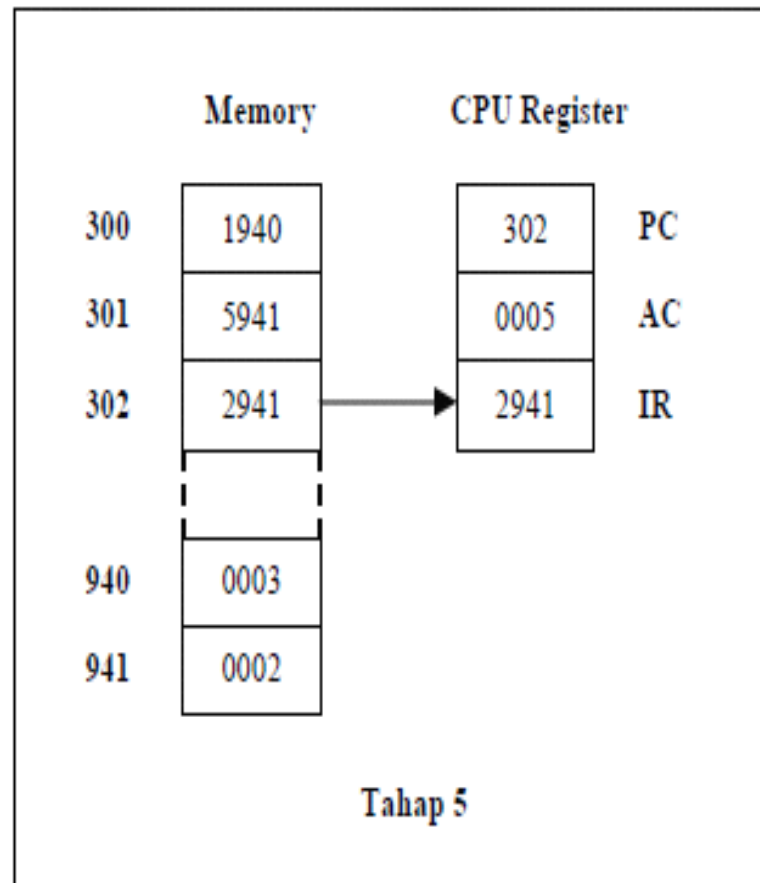 Memory CPU Register
300 1940 302 PC
301 5941 0005 AC
302 2941 2941 IR
940 0003
941 0002
Tahap 5